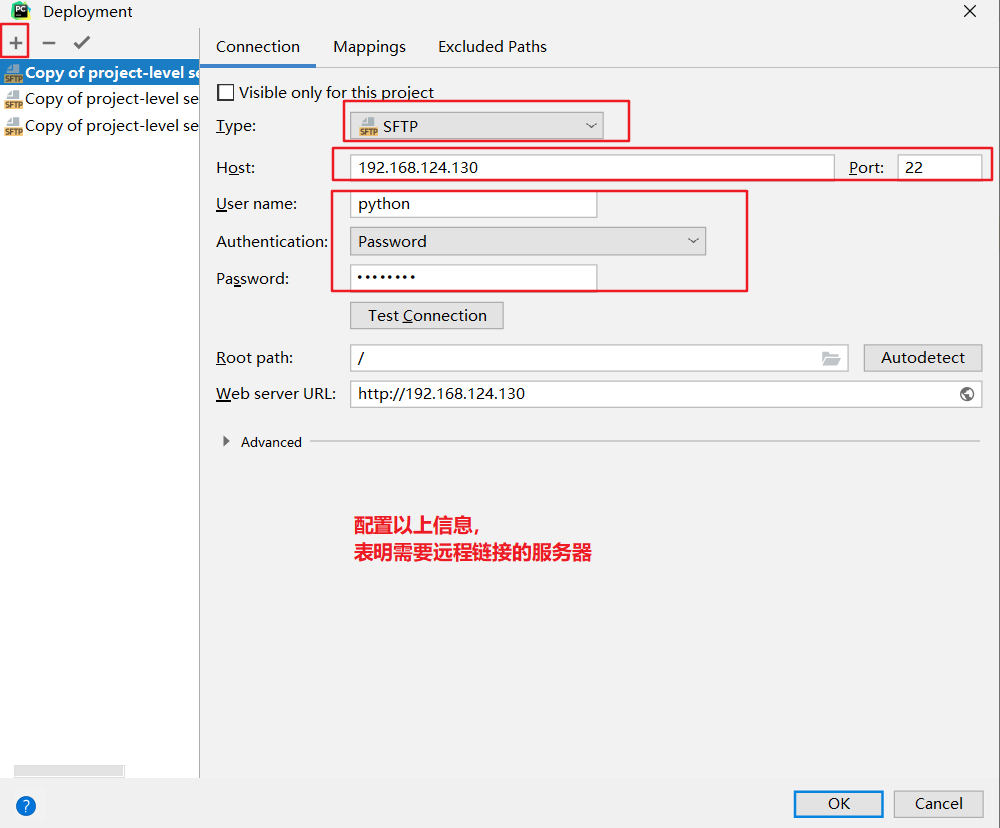 Deployment
Copy of project-level se
Copy of project-level se
Copy of project-level se
Connection Mappings Excluded Paths
Visible only for this project
Type: SFTP
Host: 192.168.124.130 Port: 22
User name: python
Authentication: Password
Password: ••••••••
Test Connection
Root path: / Autodetect
Web server URL: http://192.168.124.130
Advanced
配置以上信息，
表明需要远程链接的服务器
? OK Cancel